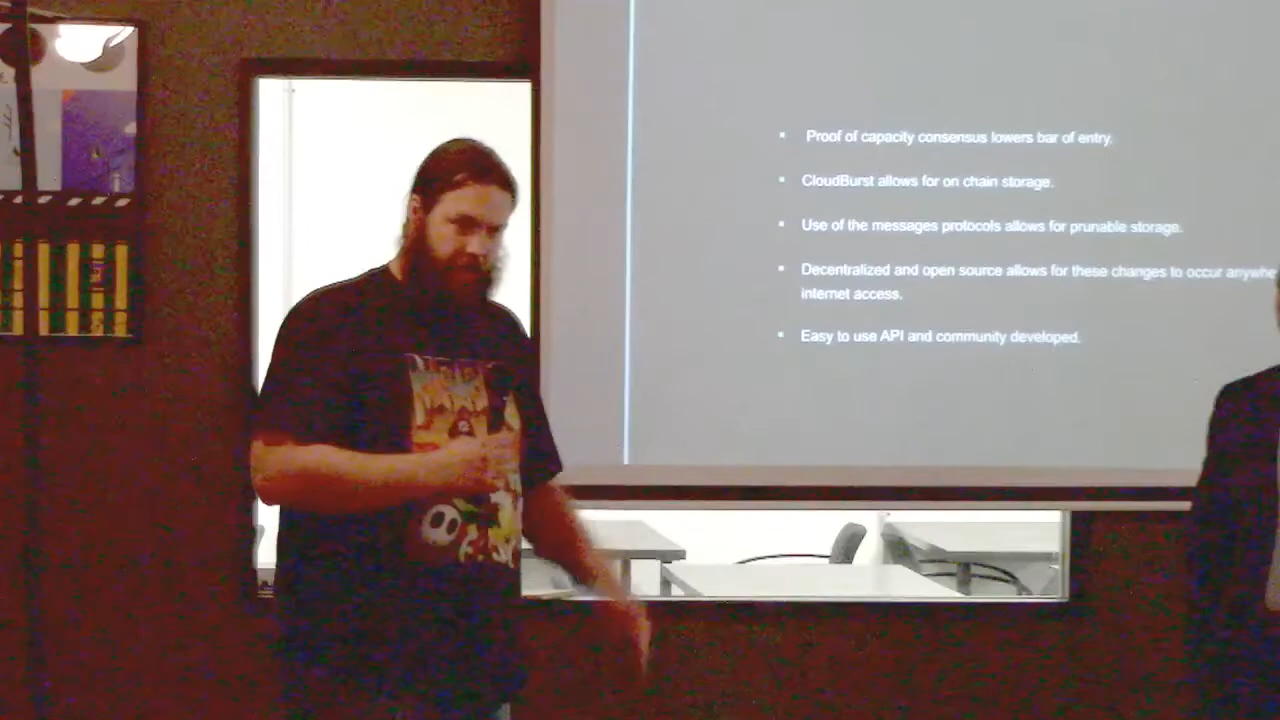 Proof of capacity consensus lowers bar of entry.
CloudBurst allows for on chain storage.
Use of the messages protocols allows for prunable storage.
Decentralized and open source allows for these changes to occur anywhe
internet access.
Easy to use API and community developed.